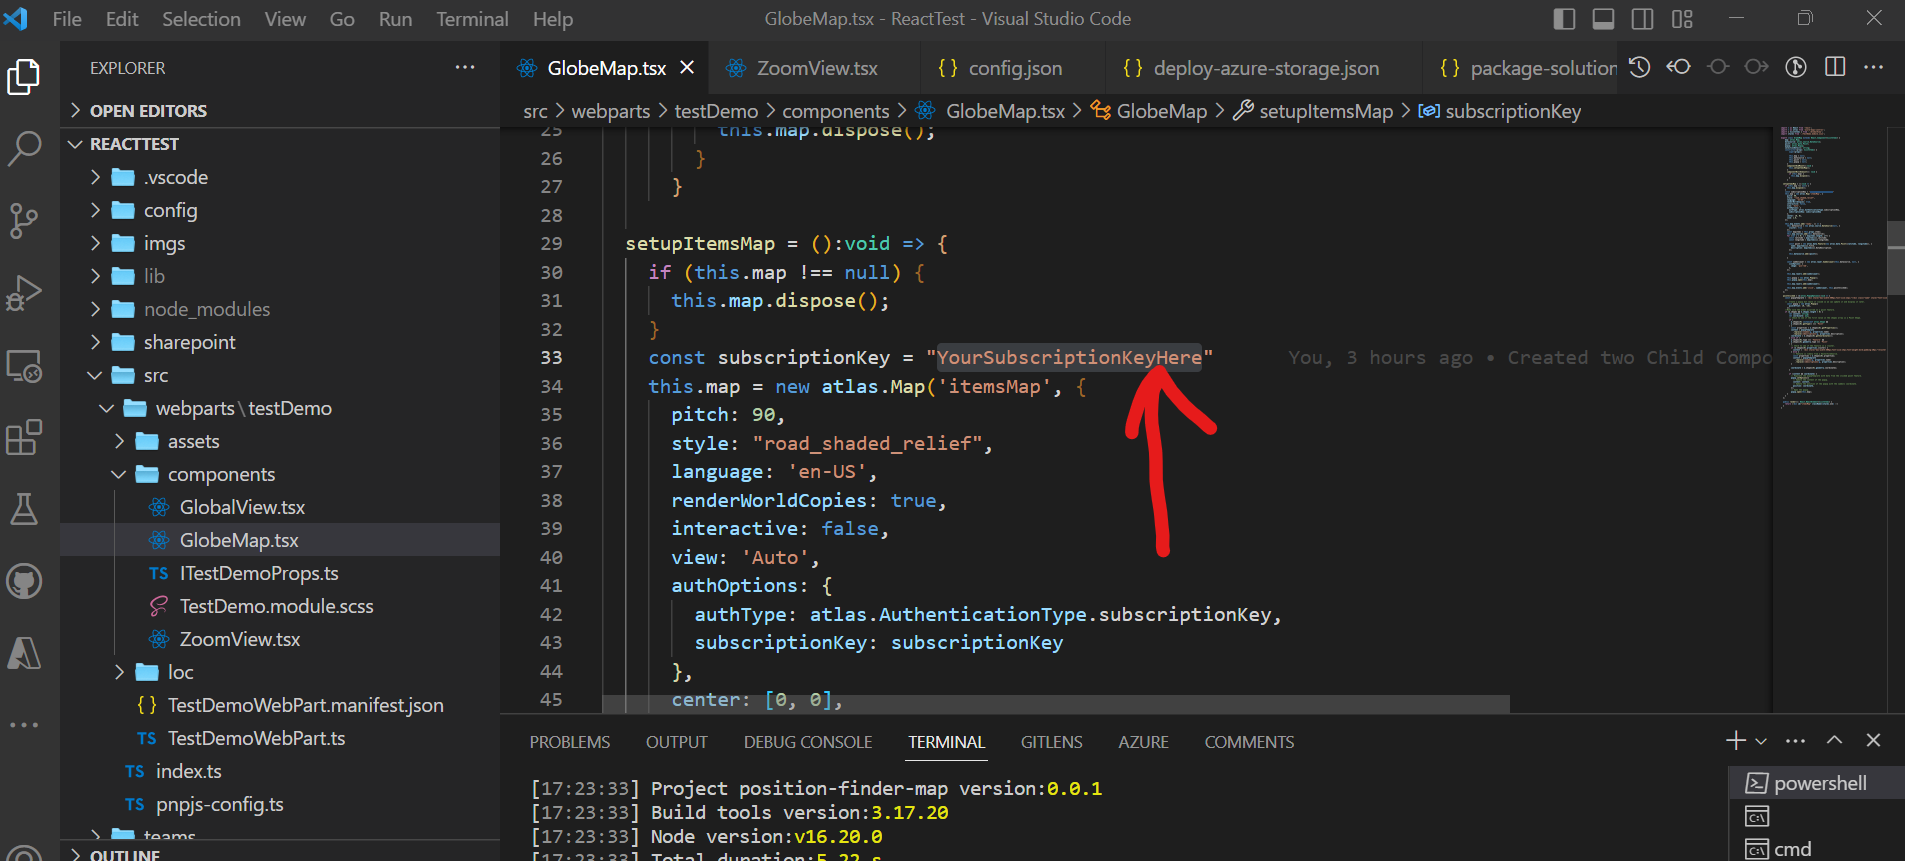 File Edit Selection View Go Run Terminal Help GlobeMap.tsx - ReactTest - Visual Studio Code
EXPLORER
OPEN EDITORS
REACTTEST
.vscode
config
imgs
lib
node_modules
sharepoint
src
webparts\testDemo
assets
components
GlobalView.tsx
GlobeMap.tsx
TS ITestDemoProps.ts
TestDemo.module.scss
ZoomView.tsx
loc
{} TestDemoWebPart.manifest.json
TS TestDemoWebPart.ts
TS index.ts
TS pnpjs-config.ts
teams
OUTLINE
GlobeMap.tsx ZoomView.tsx {} config.json {} deploy-azure-storage.json {} package-solution
src > webparts > testDemo > components > GlobeMap.tsx > GlobeMap > setupItemsMap > subscriptionKey
25 this.map.dispose();
26 }
27 }
28
29 setupItemsMap = ():void => {
30 if (this.map !== null) {
31 this.map.dispose();
32 }
33 const subscriptionKey = "YourSubscriptionKeyHere" You, 3 hours ago • Created two Child Compo
34 this.map = new atlas.Map('itemsMap', {
35 pitch: 90,
36 style: "road_shaded_relief",
37 language: 'en-US',
38 renderWorldCopies: true,
39 interactive: false,
40 view: 'Auto',
41 authOptions: {
42 authType: atlas.AuthenticationType.subscriptionKey,
43 subscriptionKey: subscriptionKey
44 },
45 center: [0, 0],
PROBLEMS OUTPUT DEBUG CONSOLE TERMINAL GITLENS AZURE COMMENTS
[17:23:33] Project position-finder-map version:0.0.1
[17:23:33] Build tools version:3.17.20
[17:23:33] Node version:v16.20.0
[17:23:33] Total duration:5.22 s
powershell
cmd